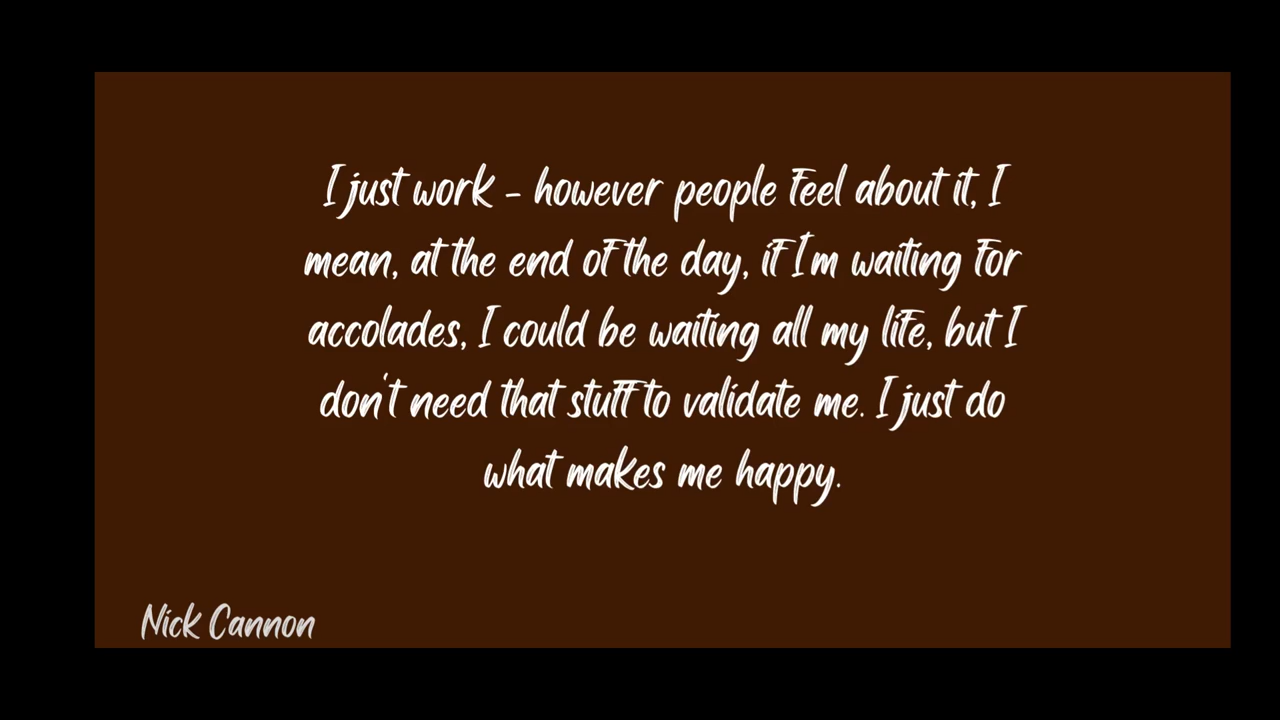 I just work - however people feel about it, I
mean, at the end of the day, if I'm waiting for
accolades, I could be waiting all my life, but I
don't need that stuff to validate me. I just do
what makes me happy.
Nick Cannon